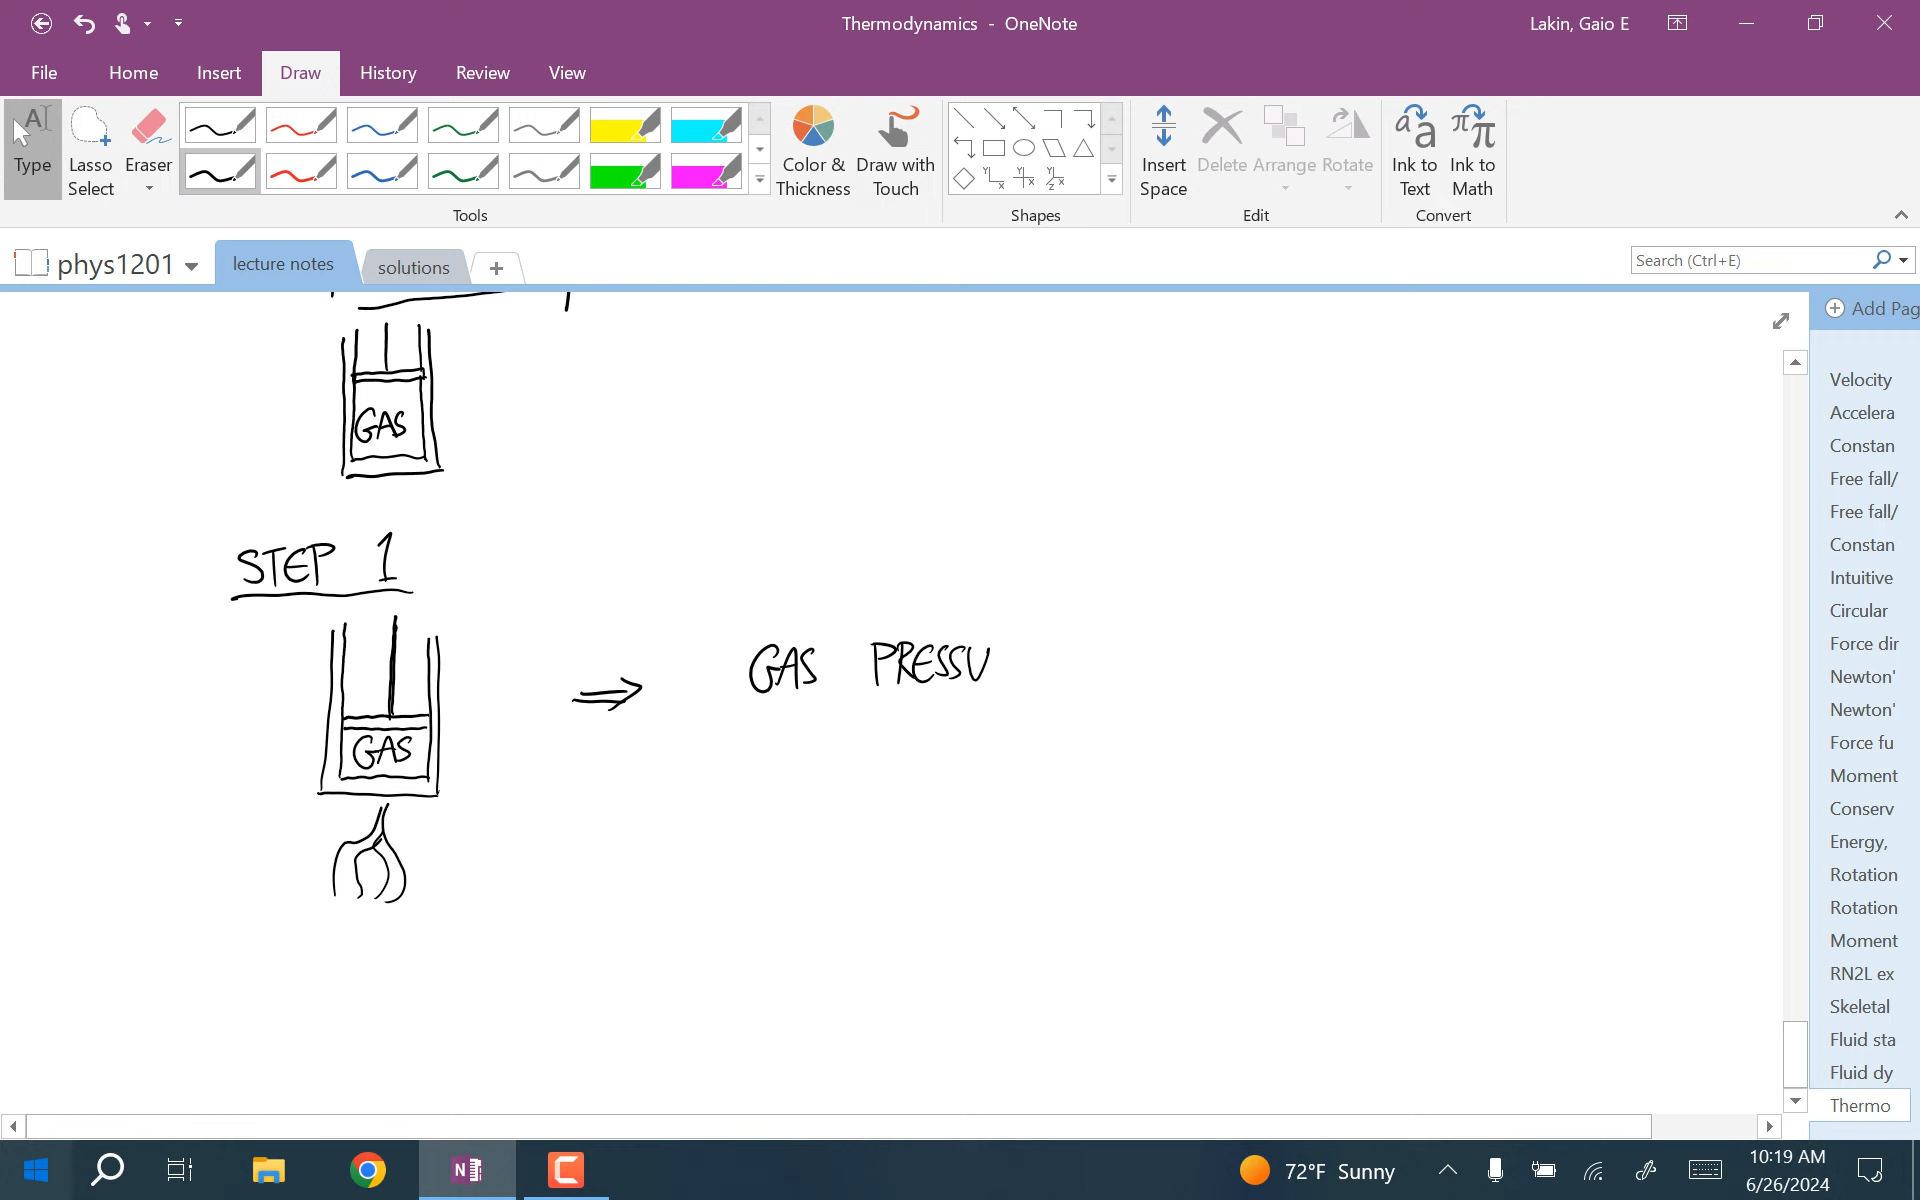 Thermodynamics - OneNote
Lakin, Gaio E
File Home Insert Draw History Review View
Type
Lasso Select
Eraser
Color & Thickness
Draw with Touch
Insert Space
Delete
Arrange
Rotate
Ink to Text
Ink to Math
Tools
Shapes
Edit
Convert
phys1201
lecture notes
solutions
Search (Ctrl+E)
Add Pag
Velocity
Accelera
Constan
Free fall/
Free fall/
Constan
Intuitive
Circular
Force dir
Newton'
Newton'
Force fu
Moment
Conserv
Energy,
Rotation
Rotation
Moment
RN2L ex
Skeletal
Fluid sta
Fluid dy
Thermo
GAS
STEP 1
GAS
⇒ GAS PRESSU
72°F Sunny
10:19 AM
6/26/2024